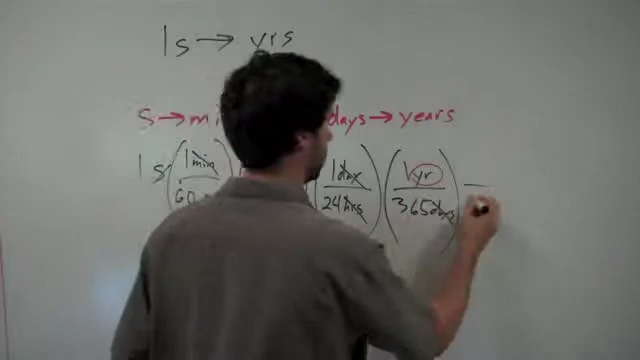 1s → yrs
s → mi days → years
1 s (1 min / 60 (1 day / 24 hrs) (1 yr / 365 days) =